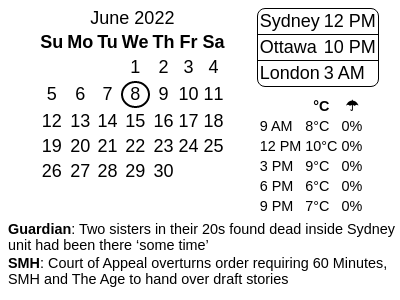 June 2022
Su Mo Tu We Th Fr Sa
1 2 3 4
5 6 7 8 9 10 11
12 13 14 15 16 17 18
19 20 21 22 23 24 25
26 27 28 29 30
Sydney 12 PM
Ottawa 10 PM
London 3 AM
°C ☂
9 AM 8°C 0%
12 PM 10°C 0%
3 PM 9°C 0%
6 PM 6°C 0%
9 PM 7°C 0%
Guardian: Two sisters in their 20s found dead inside Sydney
unit had been there ‘some time’
SMH: Court of Appeal overturns order requiring 60 Minutes,
SMH and The Age to hand over draft stories